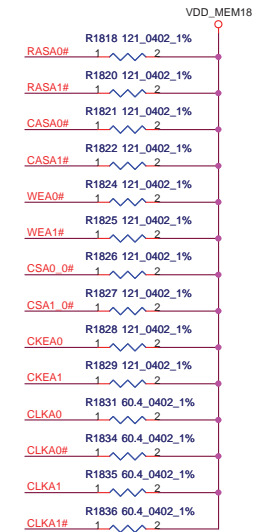 VDD_MEM18
R1818 121_0402_1%
RASA0# 1 2
R1820 121_0402_1%
RASA1# 1 2
R1821 121_0402_1%
CASA0# 1 2
R1822 121_0402_1%
CASA1# 1 2
R1824 121_0402_1%
WEA0# 1 2
R1825 121_0402_1%
WEA1# 1 2
R1826 121_0402_1%
CSA0_0# 1 2
R1827 121_0402_1%
CSA1_0# 1 2
R1828 121_0402_1%
CKEA0 1 2
R1829 121_0402_1%
CKEA1 1 2
R1831 60.4_0402_1%
CLKA0 1 2
R1834 60.4_0402_1%
CLKA0# 1 2
R1835 60.4_0402_1%
CLKA1 1 2
R1836 60.4_0402_1%
CLKA1# 1 2